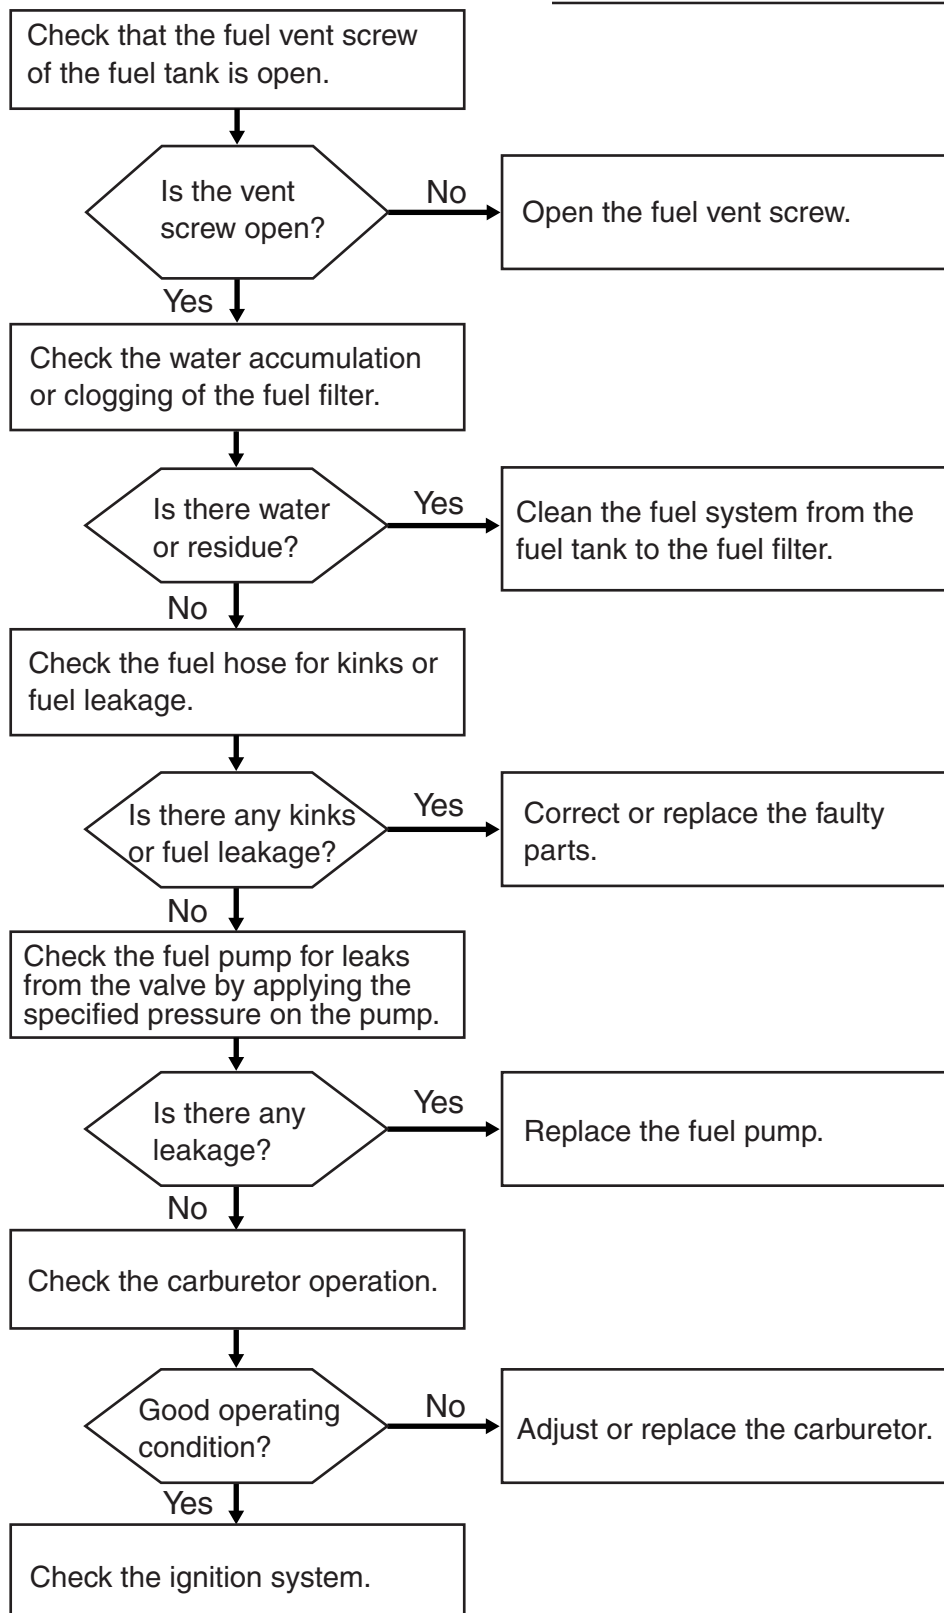 Check that the fuel vent screw
of the fuel tank is open.
Is the vent
screw open?
No
Open the fuel vent screw.
Yes
Check the water accumulation
or clogging of the fuel filter.
Is there water
or residue?
Yes
Clean the fuel system from the
fuel tank to the fuel filter.
No
Check the fuel hose for kinks or
fuel leakage.
Is there any kinks
or fuel leakage?
Yes
Correct or replace the faulty
parts.
No
Check the fuel pump for leaks
from the valve by applying the
specified pressure on the pump.
Is there any
leakage?
Yes
Replace the fuel pump.
No
Check the carburetor operation.
Good operating
condition?
No
Adjust or replace the carburetor.
Yes
Check the ignition system.